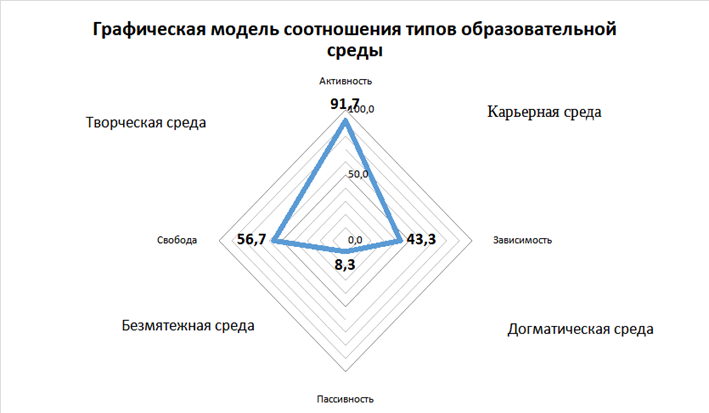 Графическая модель соотношения типов образовательной
среды
Активность
91,7
100,0
Творческая среда
Карьерная среда
50,0
Свобода
56,7
0,0
43,3
Зависимость
8,3
Безмятежная среда
Догматическая среда
Пассивность